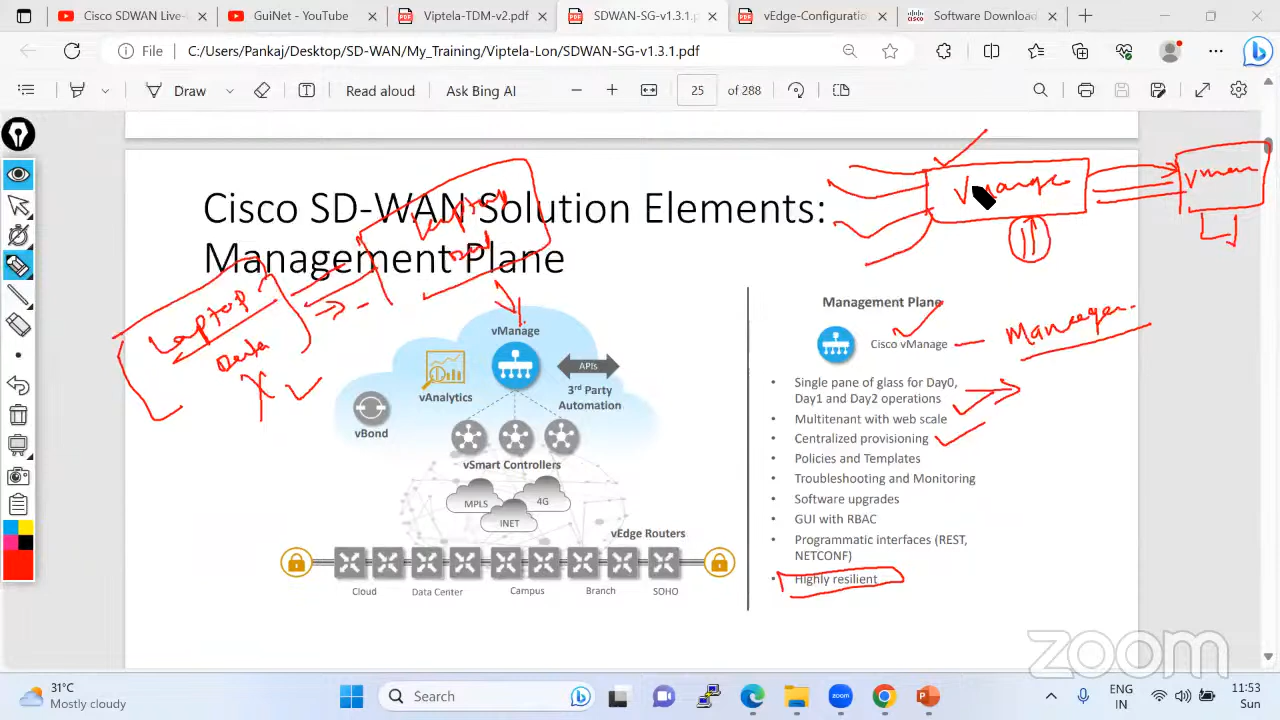 Cisco SDWAN Live-
GuiNet - YouTube
Viptela-TDM_v2.pdf
SDWAN-SG-v1.3.1.p
vEdge-Configuratio
Software Download
File
C:/Users/Pankaj/Desktop/SD-WAN/My_Training/Viptela-Lon/SDWAN-SG-v1.3.1.pdf
Draw
Read aloud
Ask Bing AI
25
of 288
Cisco SD-WAN Solution Elements:
Management Plane
Laptop
Data
Vmange
Laptop
Management Plane
Cisco vManage
Manager
• Single pane of glass for Day0,
Day1 and Day2 operations
• Multitenant with web scale
• Centralized provisioning
• Policies and Templates
• Troubleshooting and Monitoring
• Software upgrades
• GUI with RBAC
• Programmatic interfaces (REST,
NETCONF)
• Highly resilient
vManage
APIs
3rd Party
Automation
vAnalytics
vBond
vSmart Controllers
MPLS
4G
INET
vEdge Routers
Cloud
Data Center
Campus
Branch
SOHO
zoom
31°C
Mostly cloudy
Search
ENG
IN
11:53
Sun